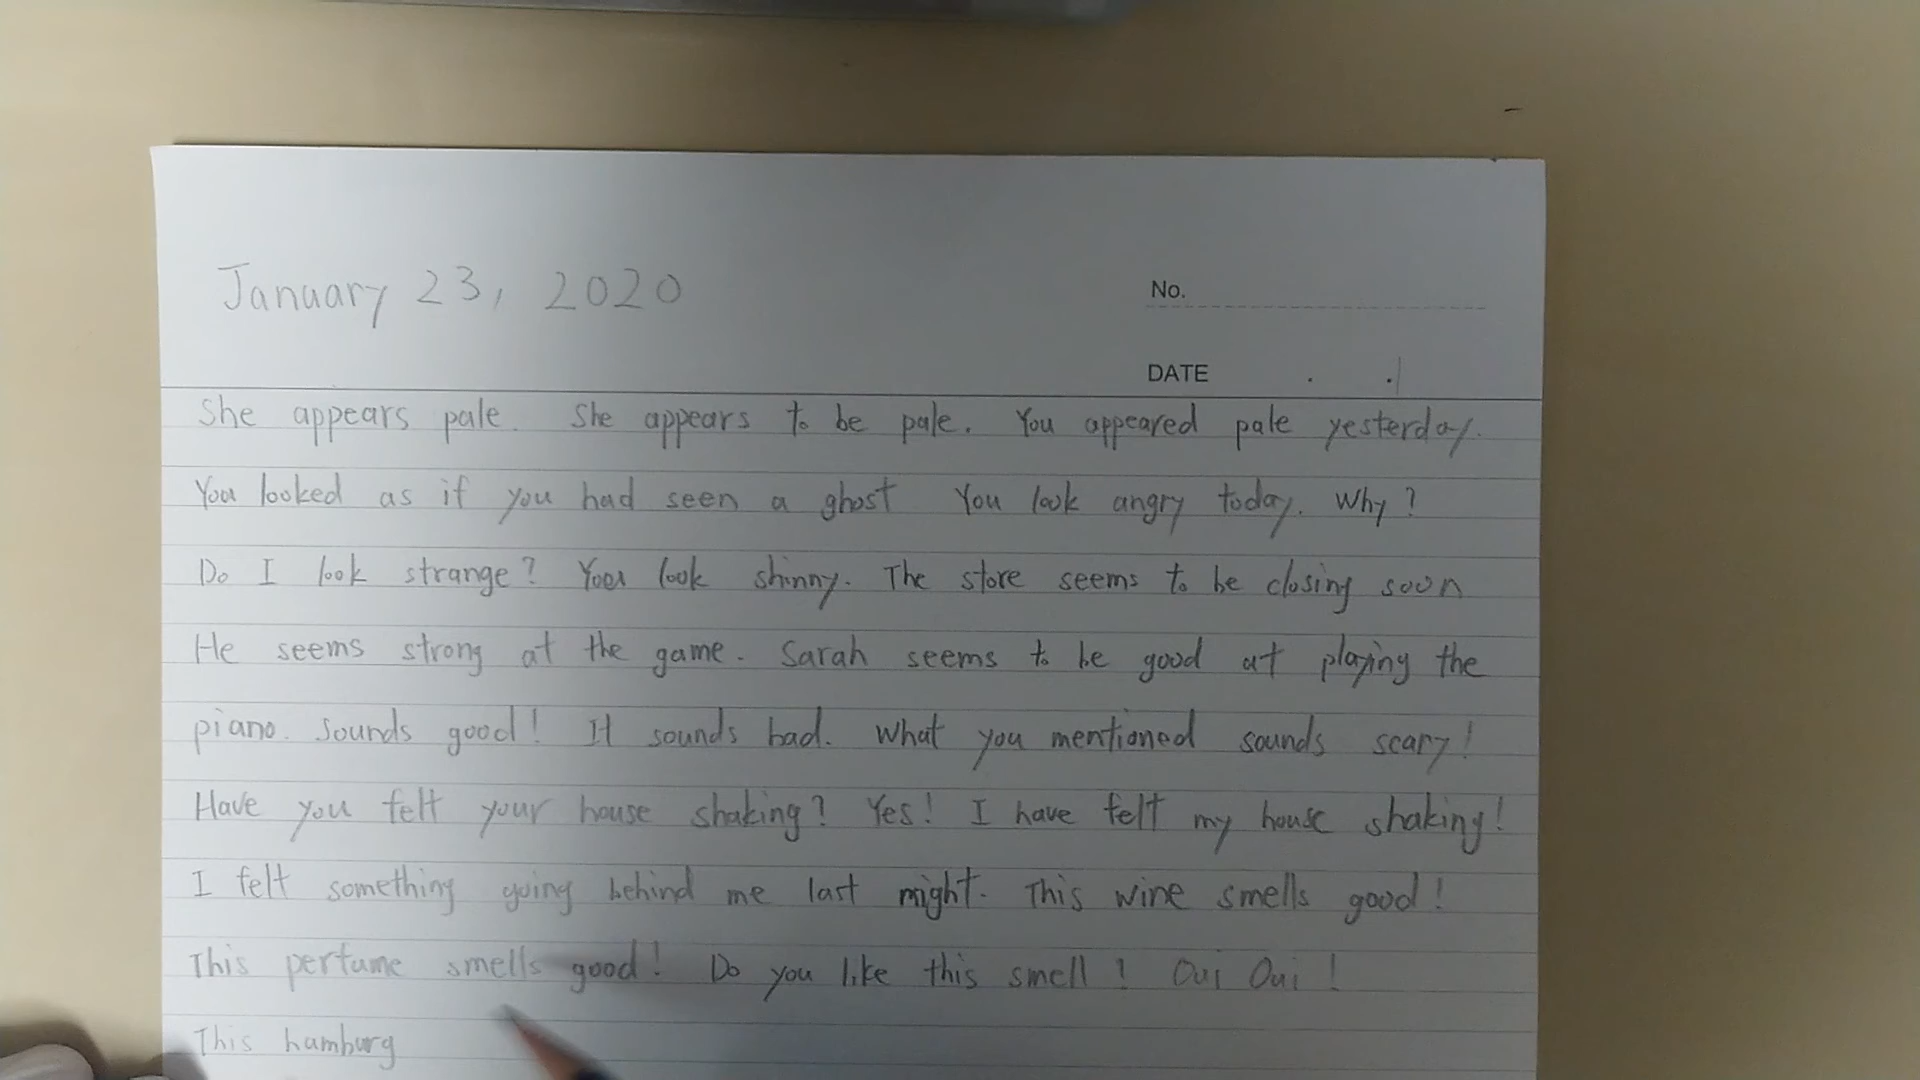 January 23, 2020
No.
DATE . .
She appears pale. She appears to be pale. You appeared pale yesterday.
You looked as if you had seen a ghost You look angry today. Why?
Do I look strange? You look shinny. The store seems to be closing soon
He seems strong at the game. Sarah seems to be good at playing the
piano. Sounds good! It sounds bad. What you mentioned sounds scary!
Have you felt your house shaking? Yes! I have felt my house shaking!
I felt something going behind me last might. This wine smells good!
This perfume smells good! Do you like this smell! Oui Oui!
This hamburg